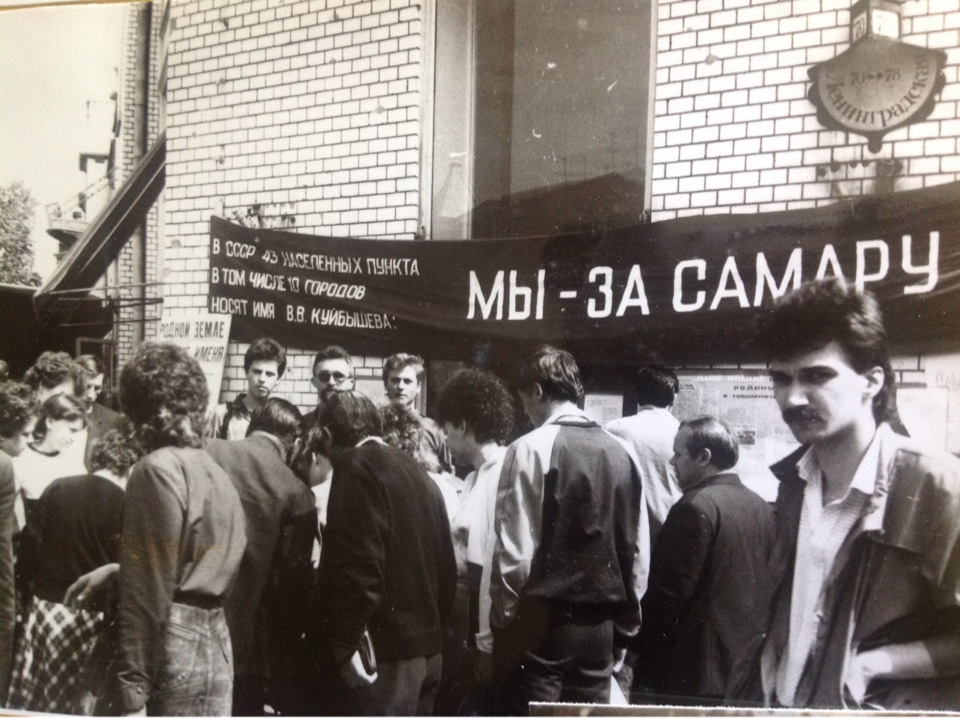 70
70→78
Ленинградская
В СССР 43 НАСЕЛЕННЫХ ПУНКТА
В ТОМ ЧИСЛЕ 10 ГОРОДОВ
НОСЯТ ИМЯ В.В. КУЙБЫШЕВА:
МЫ - ЗА САМАРУ
РОДНОЙ ЗЕМЛЕ
ИМЕНА